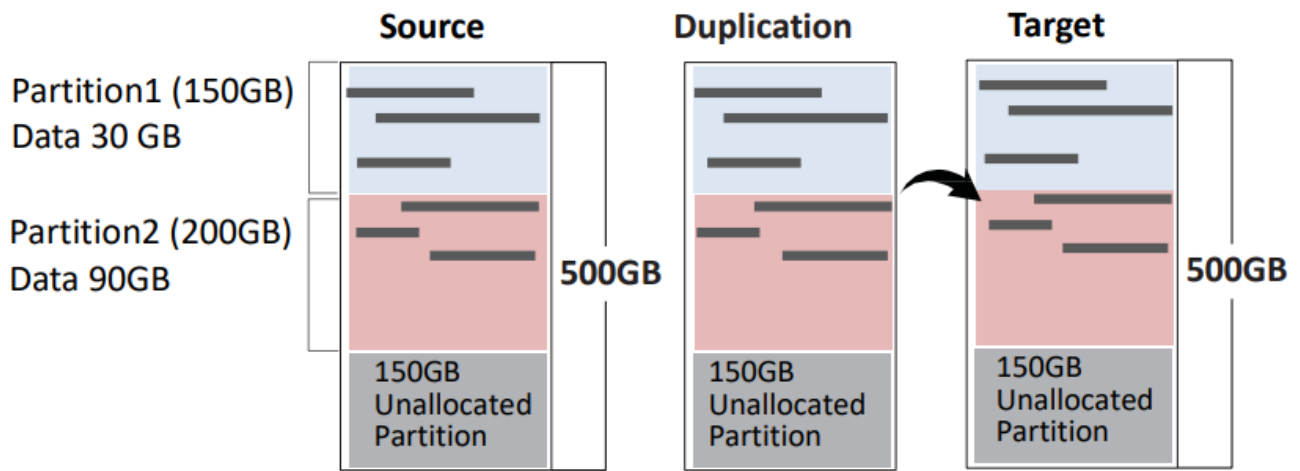 Source
Duplication
Target
Partition1 (150GB)
Data 30 GB
Partition2 (200GB)
Data 90GB
500GB
500GB
150GB
Unallocated
Partition
150GB
Unallocated
Partition
150GB
Unallocated
Partition